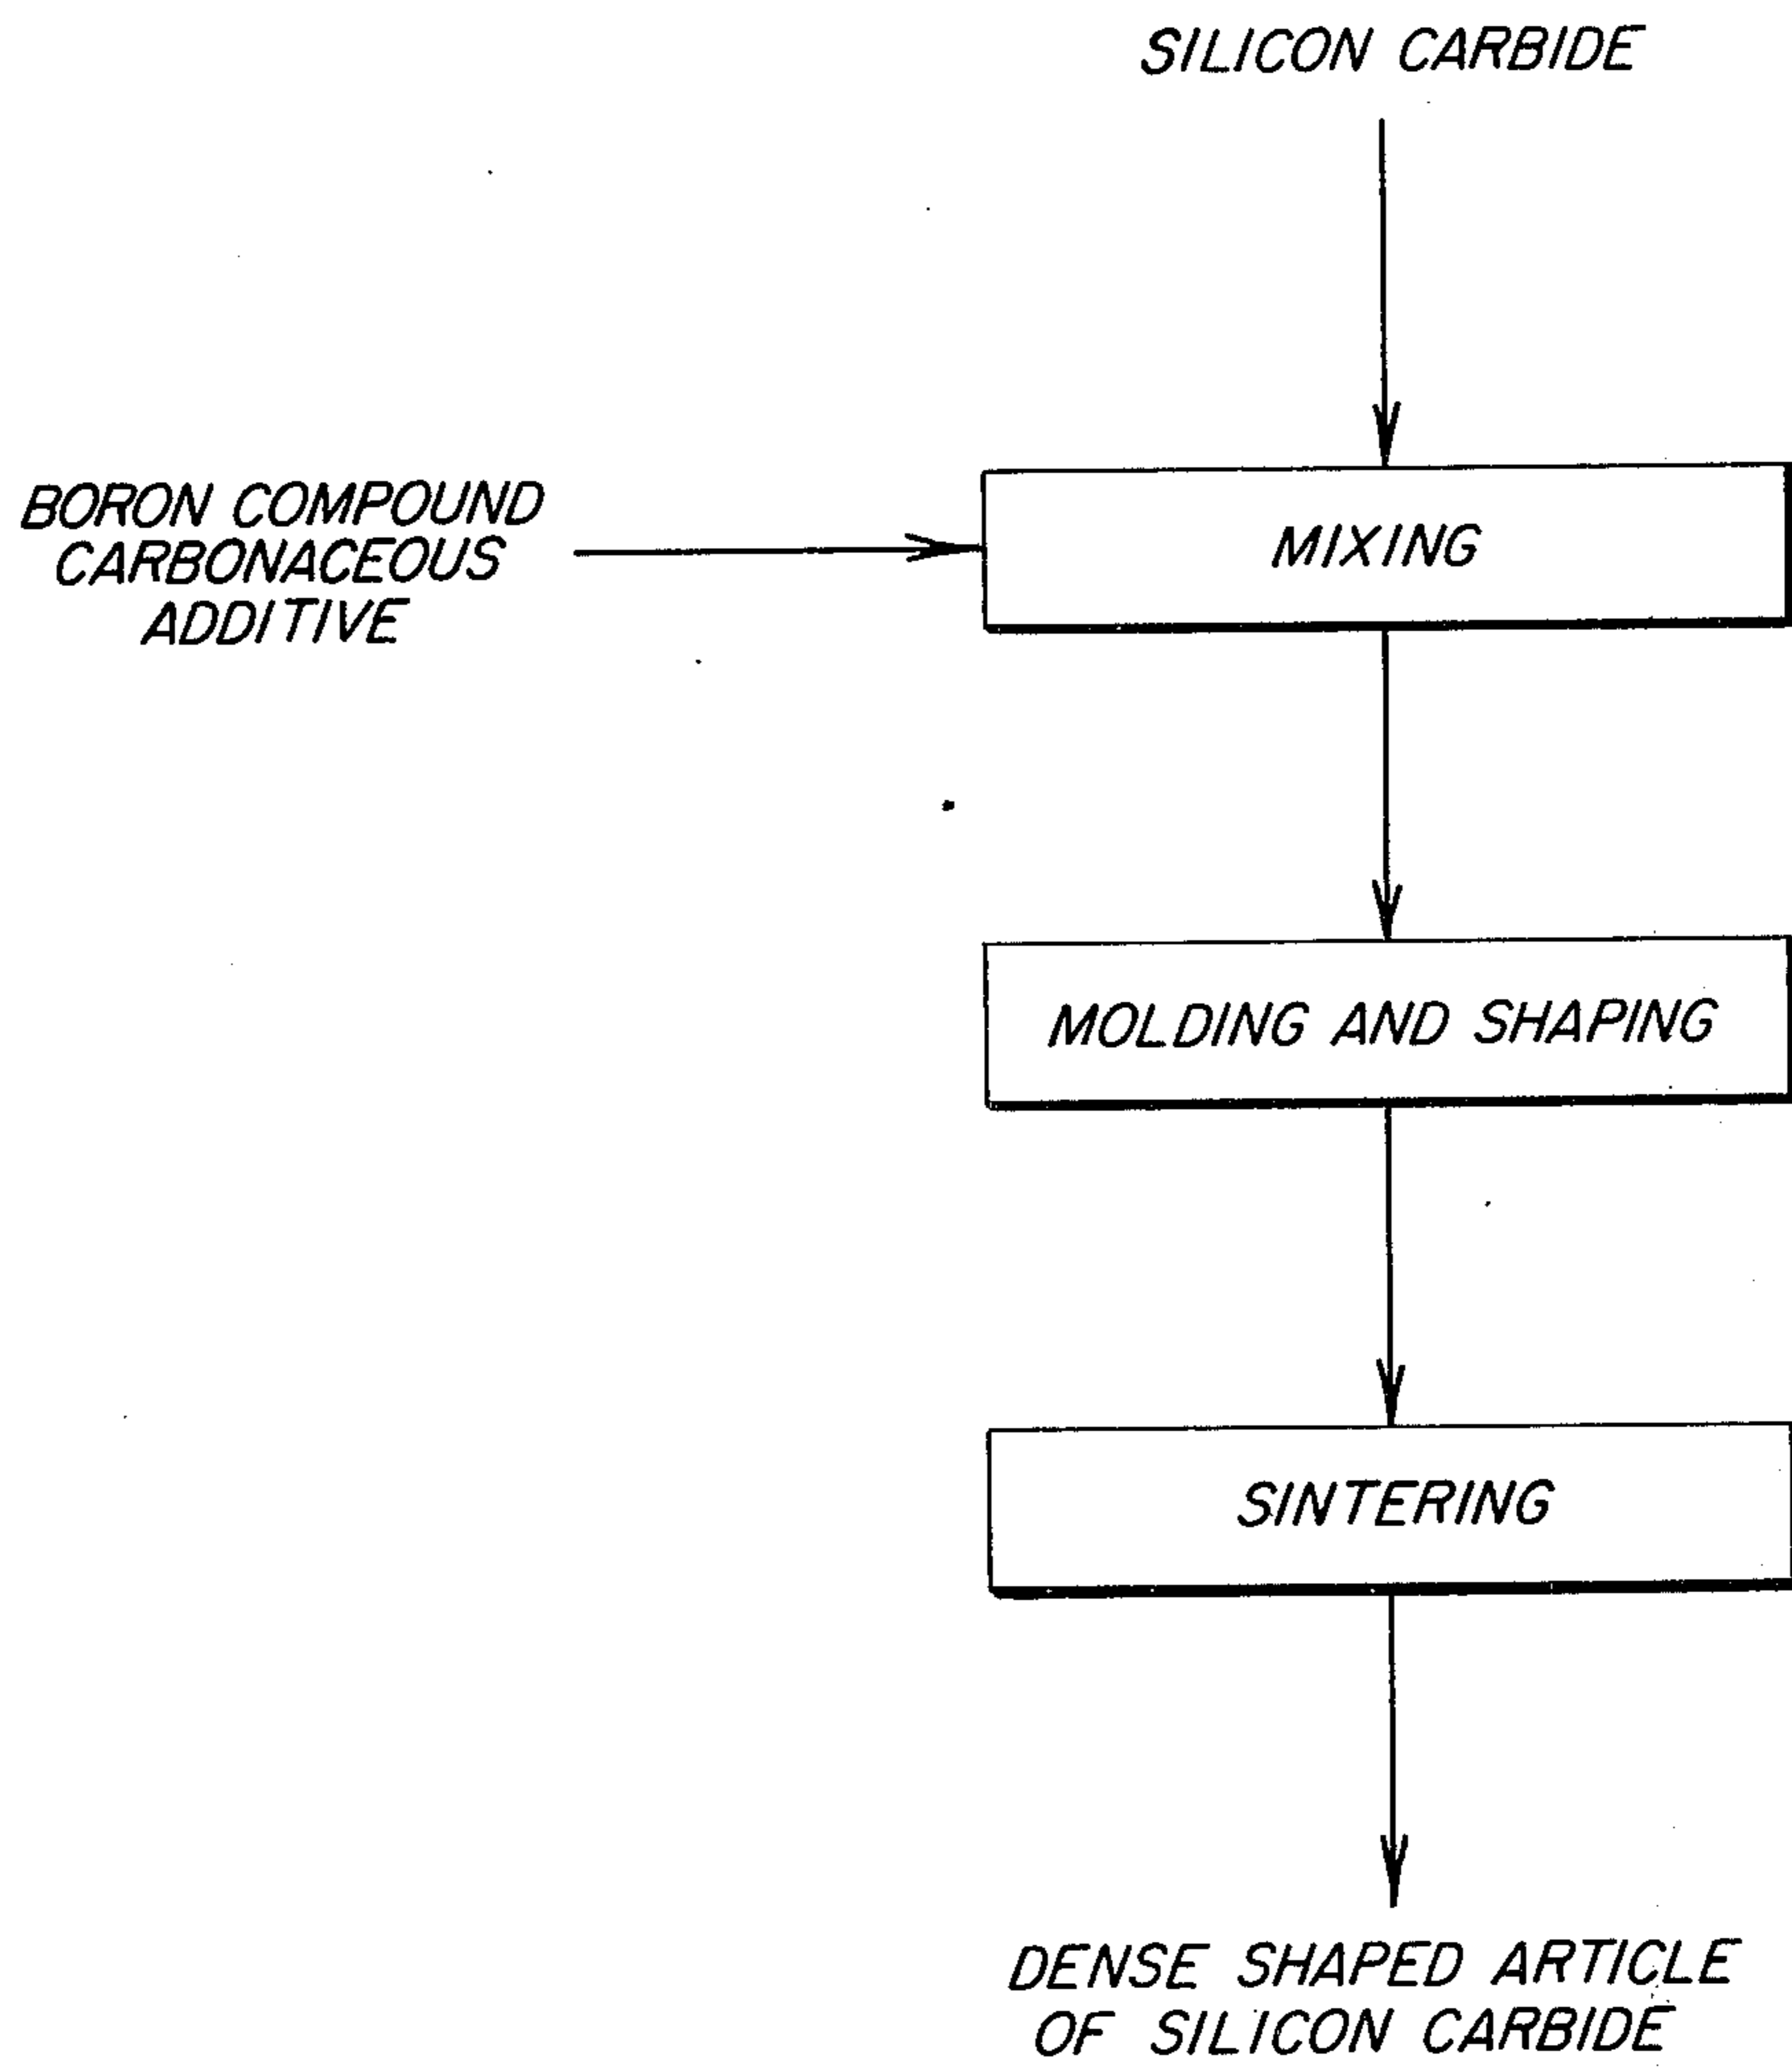 SILICON CARBIDE
BORON COMPOUND
CARBONACEOUS
ADDITIVE
MIXING
MOLDING AND SHAPING
SINTERING
DENSE SHAPED ARTICLE
OF SILICON CARBIDE